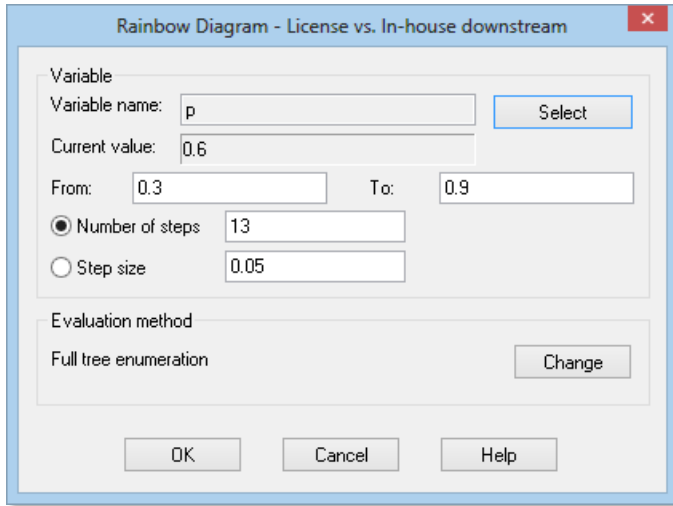 Rainbow Diagram - License vs. In-house downstream
Variable
Variable name: p Select
Current value: 0.6
From: 0.3 To: 0.9
Number of steps 13
Step size 0.05
Evaluation method
Full tree enumeration Change
OK Cancel Help